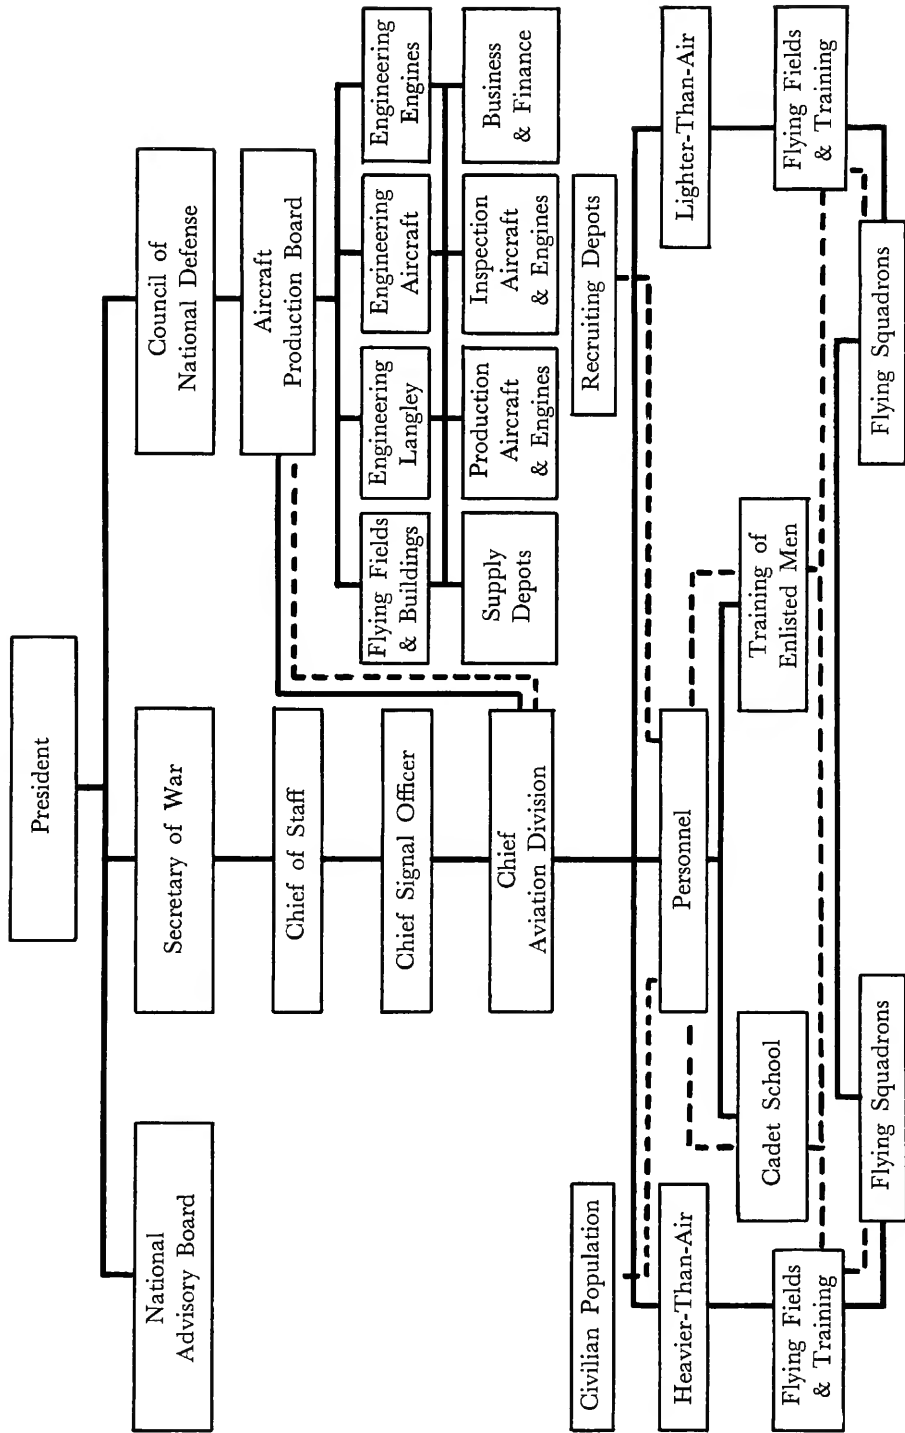 President
National
Advisory Board
Secretary of War
Council of
National Defense
Chief of Staff
Aircraft
Production Board
Chief Signal Officer
Flying Fields
& Buildings
Engineering
Langley
Engineering
Aircraft
Engineering
Engines
Chief
Aviation Division
Supply
Depots
Production
Aircraft
& Engines
Inspection
Aircraft
& Engines
Business
& Finance
Civilian Population
Recruiting Depots
Heavier-Than-Air
Personnel
Lighter-Than-Air
Cadet School
Training of
Enlisted Men
Flying Fields
& Training
Flying Fields
& Training
Flying Squadrons
Flying Squadrons